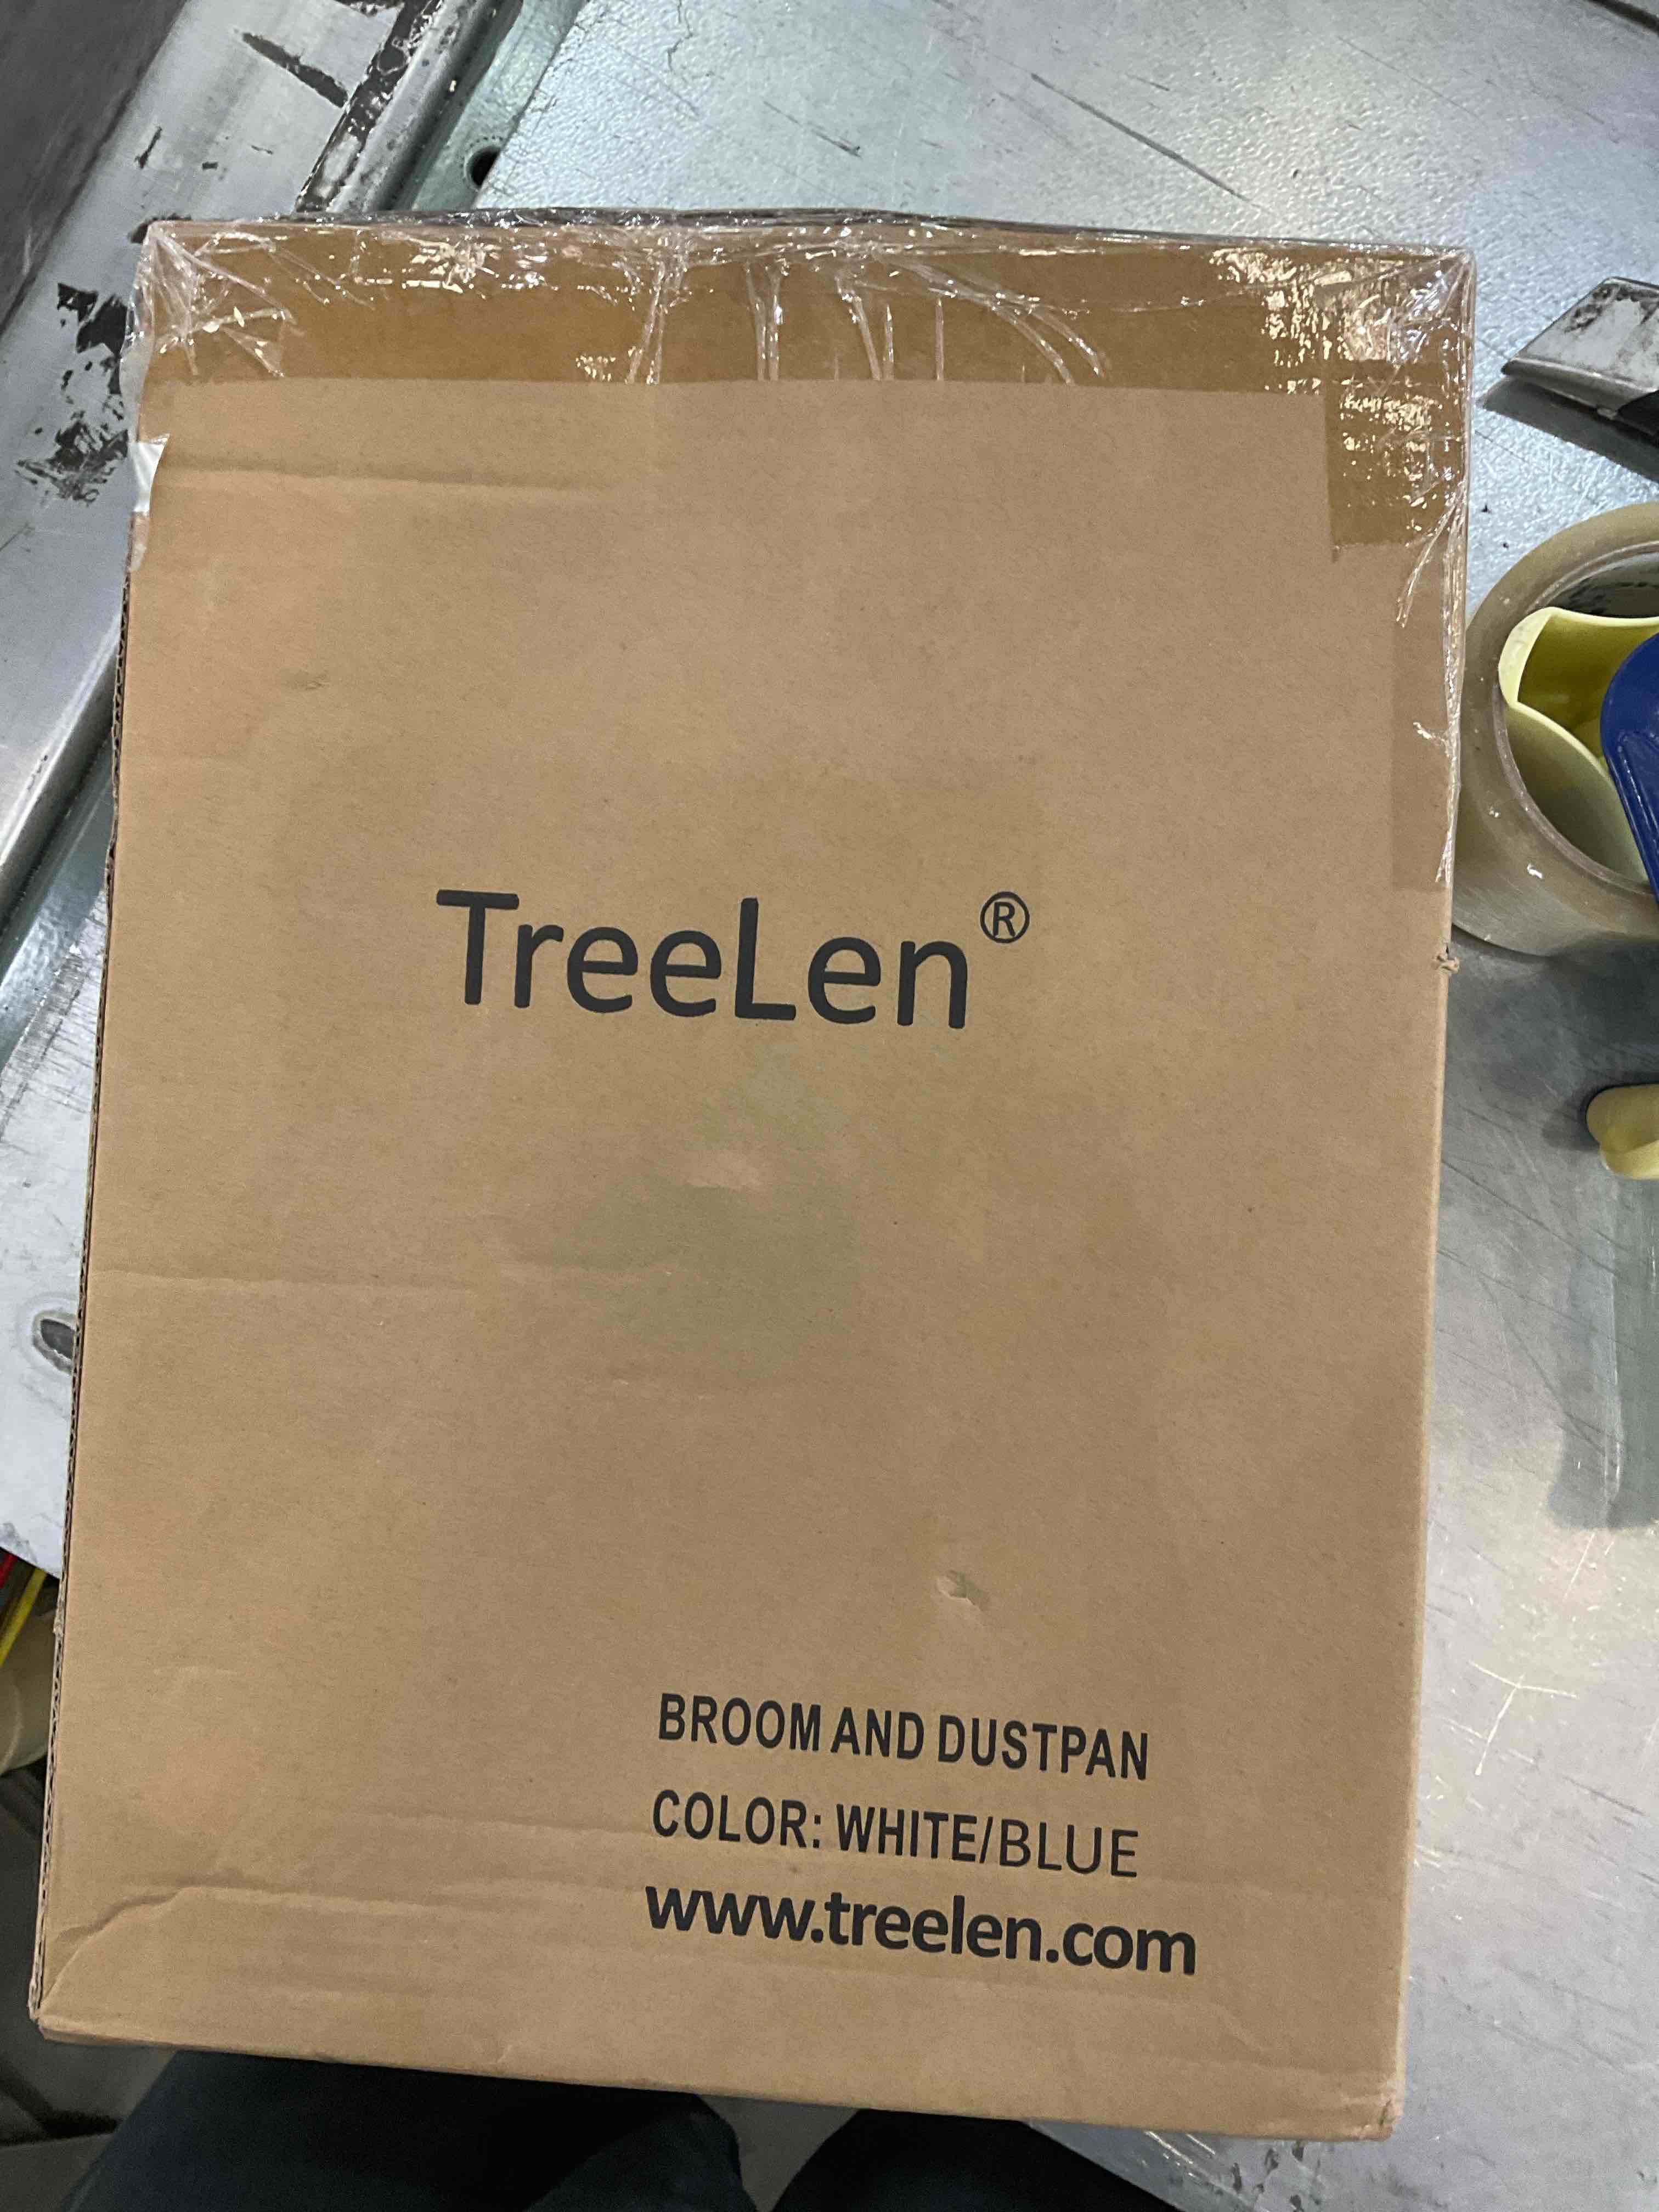 TreeLen®
BROOM AND DUSTPAN
COLOR: WHITE/BLUE
www.treelen.com